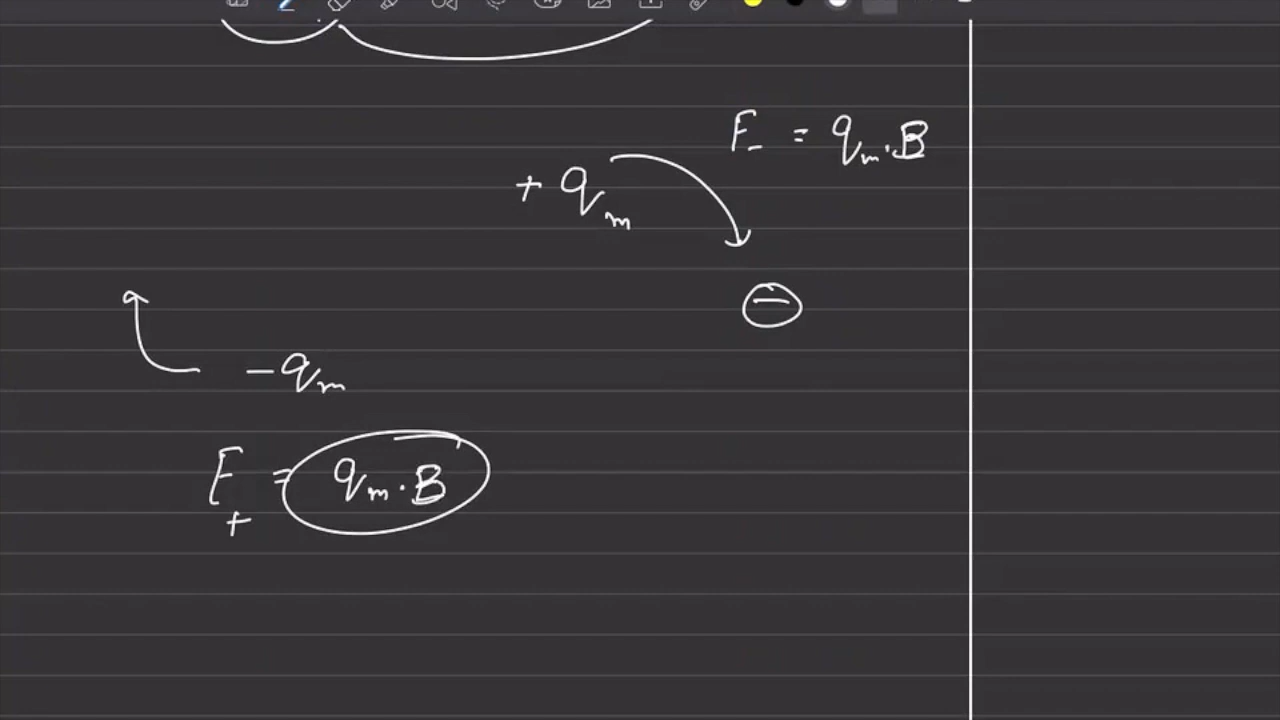 F₋ = qₘ·B
+ qₘ
−
−qₘ
F₊ = qₘ·B